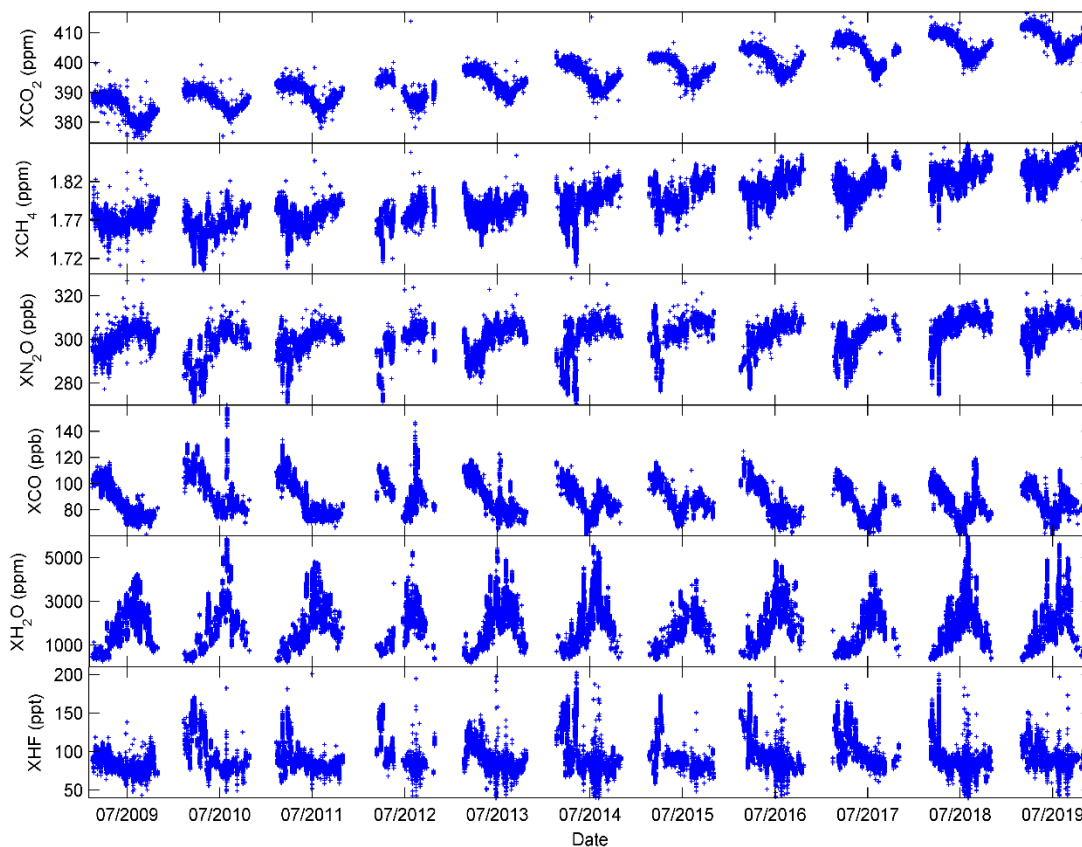 XCO₂ (ppm)
410
400
390
380
XCH₄ (ppm)
1.82
1.77
1.72
XN₂O (ppb)
320
300
280
XCO (ppb)
140
120
100
80
XH₂O (ppm)
5000
3000
1000
XHF (ppt)
200
150
100
50
07/2009 07/2010 07/2011 07/2012 07/2013 07/2014 07/2015 07/2016 07/2017 07/2018 07/2019
Date